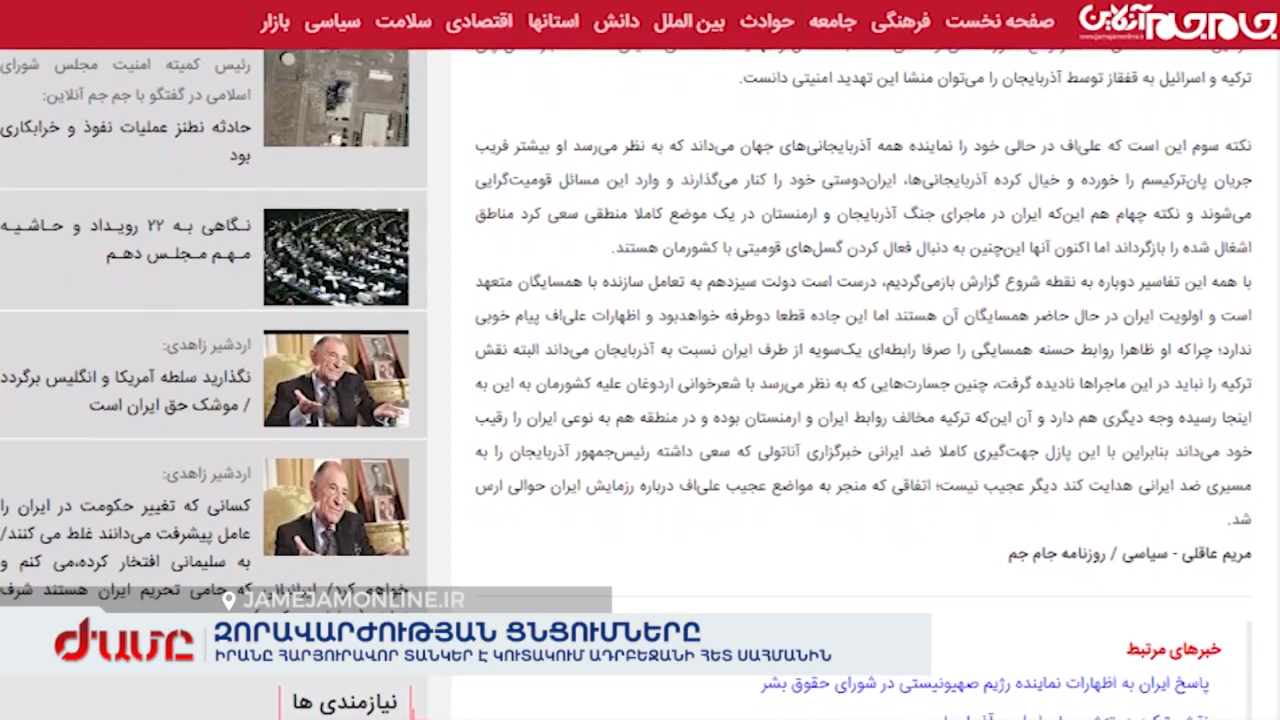 جام‌جم آنلاین
صفحه نخست فرهنگی جامعه حوادث بین الملل دانش استانها اقتصادی سلامت سیاسی بازار
ترکیه و اسرائیل به قفقاز توسط آذربایجان را می‌توان منشا این تهدید امنیتی دانست.
نکته سوم این است که علی‌اف در حالی خود را نماینده همه آذربایجانی‌های جهان می‌داند که به نظر می‌رسد او بیشتر فریب
جریان پان‌ترکیسم را خورده و خیال کرده آذربایجانی‌ها، ایران‌دوستی خود را کنار می‌گذارند و وارد این مسائل قومیت‌گرایی
می‌شوند و نکته چهام هم این‌که ایران در ماجرای جنگ آذربایجان و ارمنستان در یک موضع کاملا منطقی سعی کرد مناطق
اشغال شده را بازگرداند اما اکنون آنها این‌چنین به دنبال فعال کردن گسل‌های قومیتی با کشورمان هستند.
با همه این تفاسیر دوباره به نقطه شروع گزارش بازمی‌گردیم، درست است دولت سیزدهم به تعامل سازنده با همسایگان متعهد
است و اولویت ایران در حال حاضر همسایگان آن هستند اما این جاده قطعا دوطرفه خواهدبود و اظهارات علی‌اف پیام خوبی
ندارد؛ چراکه او ظاهرا روابط حسنه همسایگی را صرفا رابطه‌ای یک‌سویه از طرف ایران نسبت به آذربایجان می‌داند البته نقش
ترکیه را نباید در این ماجراها نادیده گرفت، چنین جسارت‌هایی که به نظر می‌رسد با شعرخوانی اردوغان علیه کشورمان به این به
اینجا رسیده وجه دیگری هم دارد و آن این‌که ترکیه مخالف روابط ایران و ارمنستان بوده و در منطقه هم به نوعی ایران را رقیب
خود می‌داند بنابراین با این پازل جهت‌گیری کاملا ضد ایرانی خبرگزاری آناتولی که سعی داشته رئیس‌جمهور آذربایجان را به
مسیری ضد ایرانی هدایت کند دیگر عجیب نیست؛ اتفاقی که منجر به مواضع عجیب علی‌اف درباره رزمایش ایران حوالی ارس
شد.
مریم عاقلی - سیاسی / روزنامه جام جم
خبرهای مرتبط
پاسخ ایران به اظهارات نماینده رژیم صهیونیستی در شورای حقوق بشر
رئیس کمیته امنیت مجلس شورای
اسلامی در گفتگو با جم جم آنلاین:
حادثه نطنز عملیات نفوذ و خرابکاری
بود
نـگاهی بـه ۲۲ رویـداد و حـاشـیـه
مـهـم مـجلـس دهـم
اردشیر زاهدی:
نگذارید سلطه آمریکا و انگلیس برگردد
/ موشک حق ایران است
اردشیر زاهدی:
کسانی که تغییر حکومت در ایران را
عامل پیشرفت می‌دانند غلط می کنند/
به سلیمانی افتخار کرده،می کنم و
خواهم کرد/ ایرانیانی که حامی تحریم ایران هستند شرف
JAMEJAMONLINE.IR
ԺԱՄԸ
ԶՈՐԱՎԱՐԺՈՒԹՅԱՆ ՑՆՑՈՒՄՆԵՐԸ
ԻՐԱՆԸ ՀԱՐՅՈՒՐԱՎՈՐ ՏԱՆԿԵՐ Է ԿՈՒՏԱԿՈՒՄ ԱԴՐԲԵՋԱՆԻ ՀԵՏ ՍԱՀՄԱՆԻՆ
نیازمندی ها